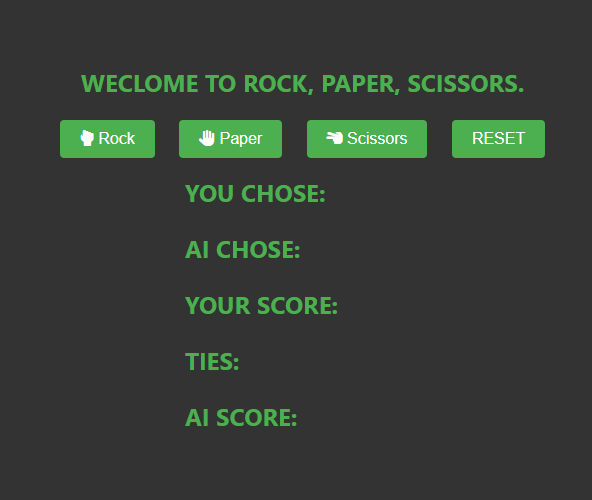 WECLOME TO ROCK, PAPER, SCISSORS.
Rock Paper Scissors RESET
YOU CHOSE:
AI CHOSE:
YOUR SCORE:
TIES:
AI SCORE: